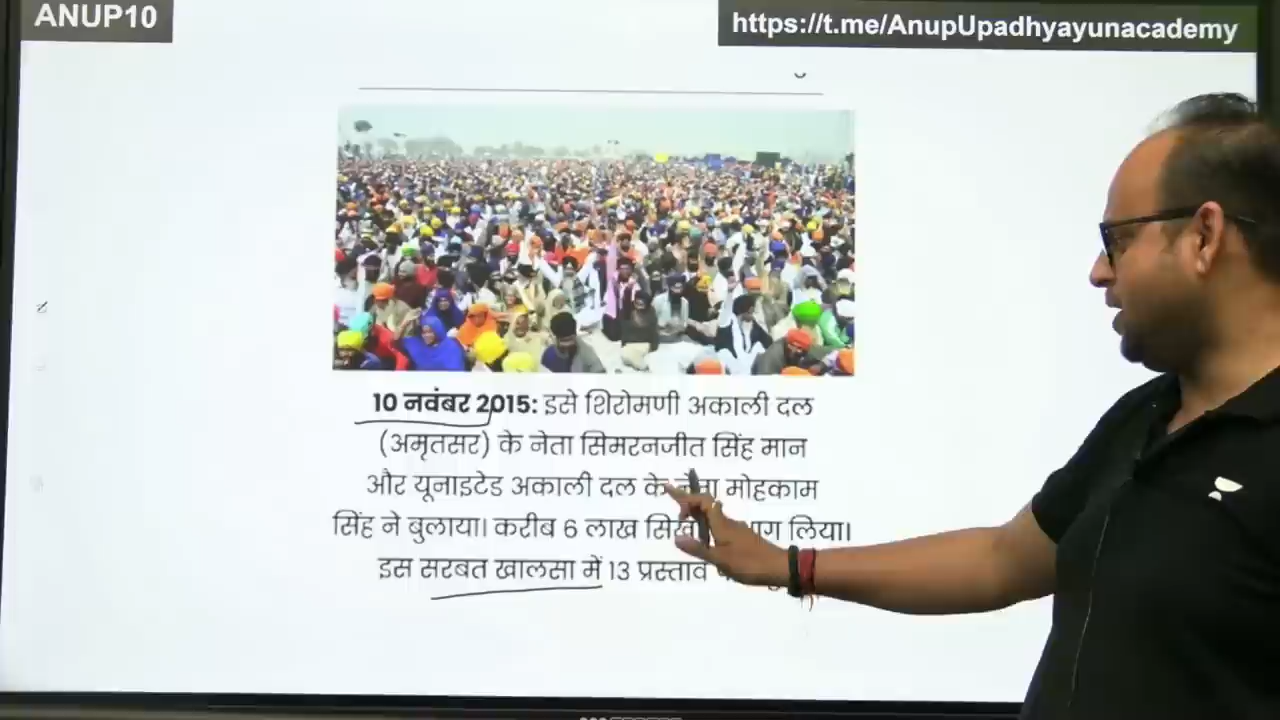 ANUP10
https://t.me/AnupUpadhyayunacademy
10 नवंबर 2015: इसे शिरोमणी अकाली दल
(अमृतसर) के नेता सिमरनजीत सिंह मान
और यूनाइटेड अकाली दल के नेता मोहकाम
सिंह ने बुलाया। करीब 6 लाख लिया।
इस सरबत खालसा में 13 प्रस्ताव